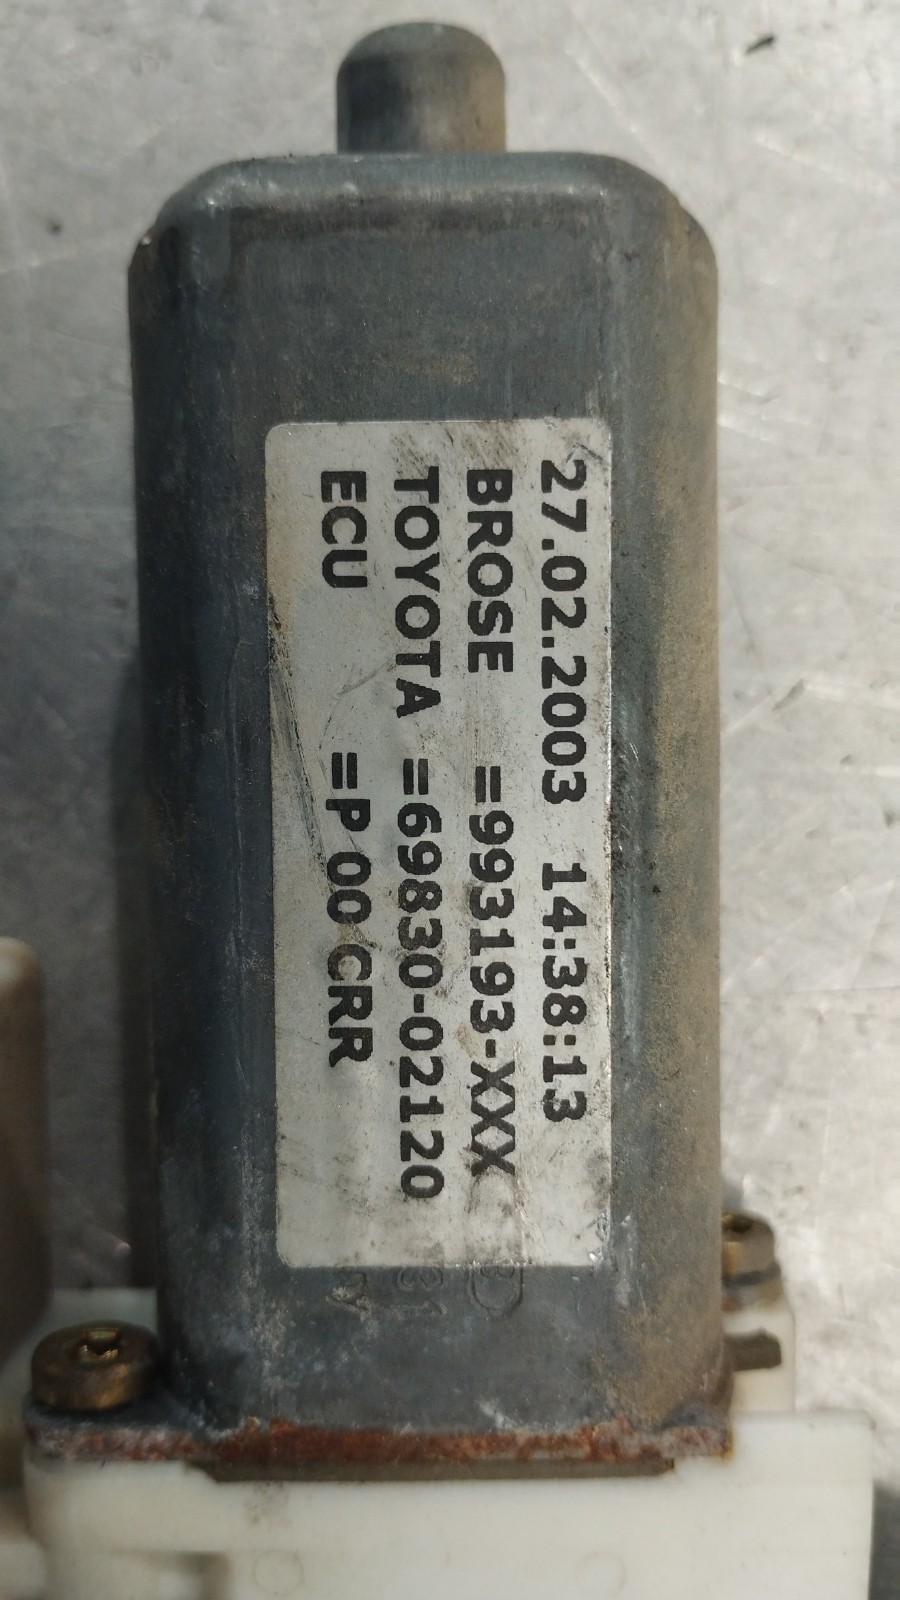 27.02.2003 14:38:13
BROSE =993193-XXX
TOYOTA =69830-02120
ECU =P 00 CRR